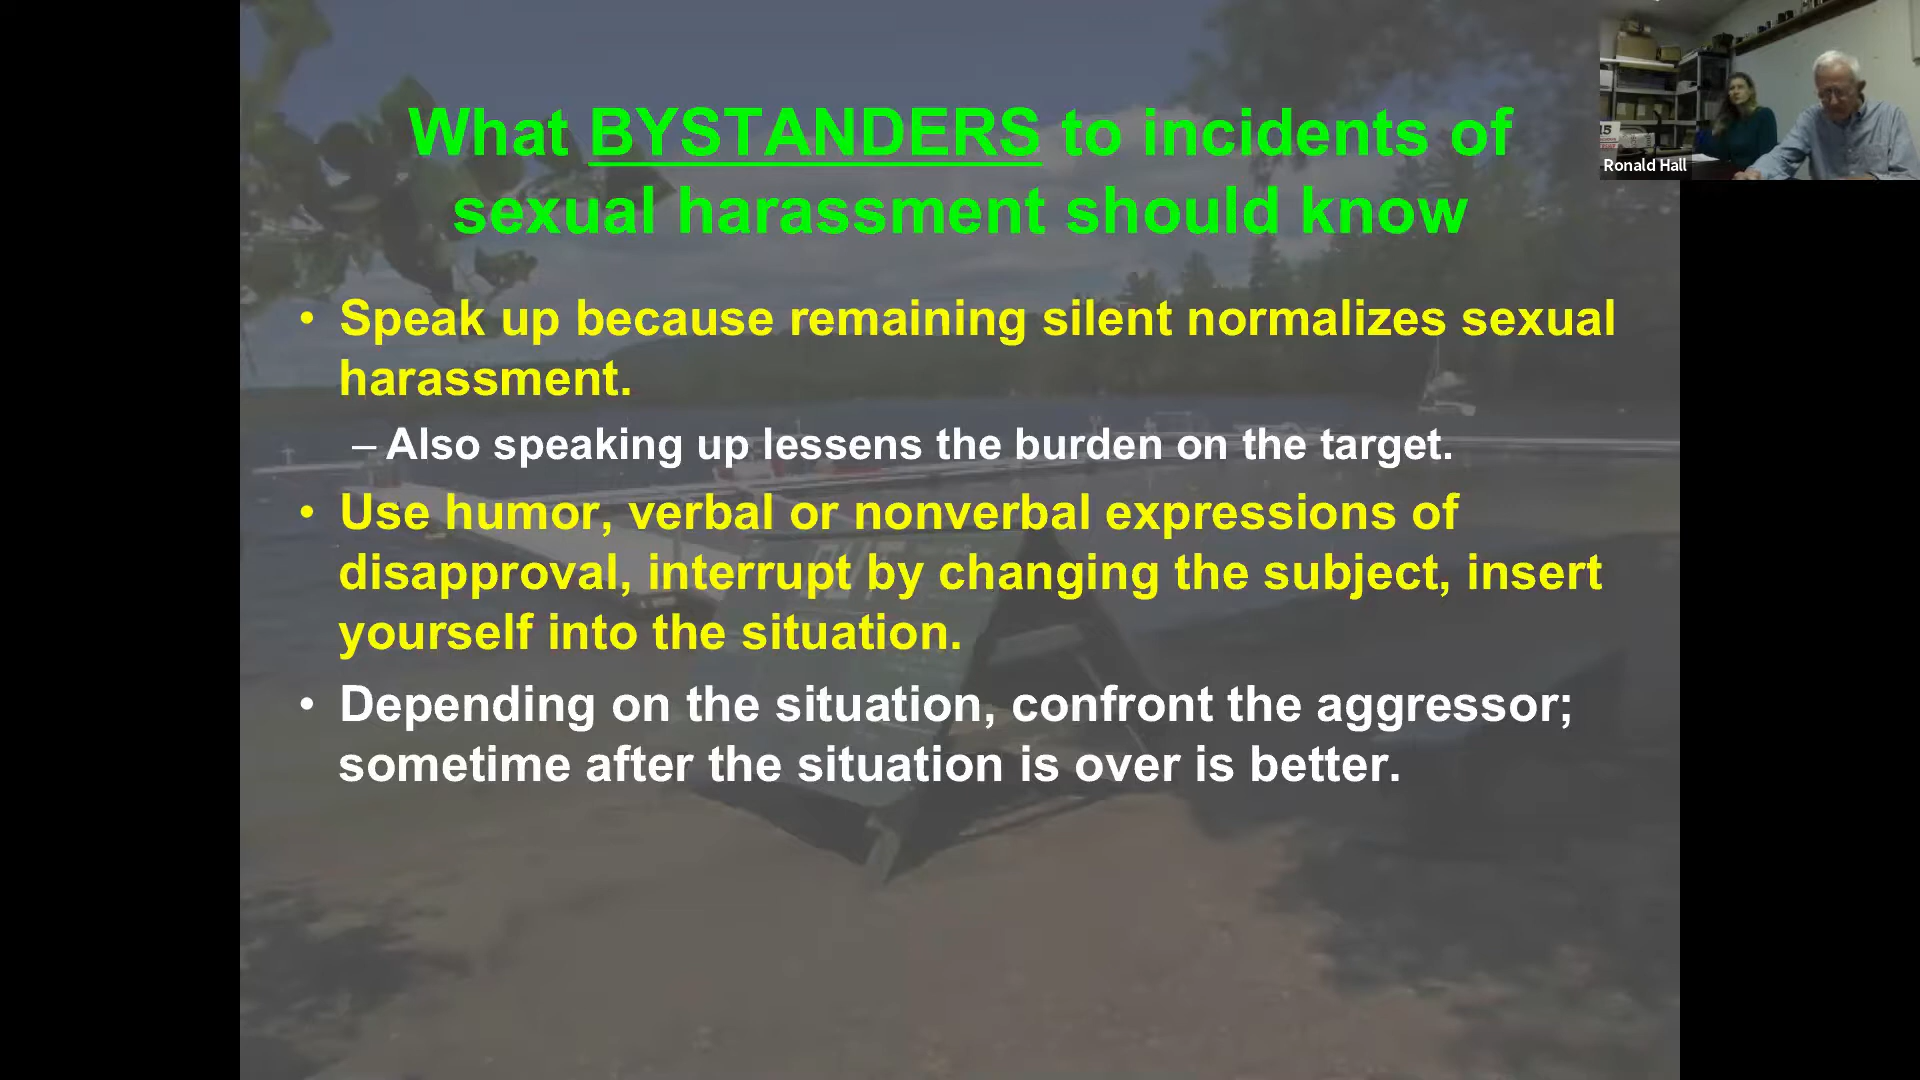 What BYSTANDERS to incidents of
sexual harassment should know
• Speak up because remaining silent normalizes sexual
harassment.
– Also speaking up lessens the burden on the target.
• Use humor, verbal or nonverbal expressions of
disapproval, interrupt by changing the subject, insert
yourself into the situation.
• Depending on the situation, confront the aggressor;
sometime after the situation is over is better.
15
Ronald Hall